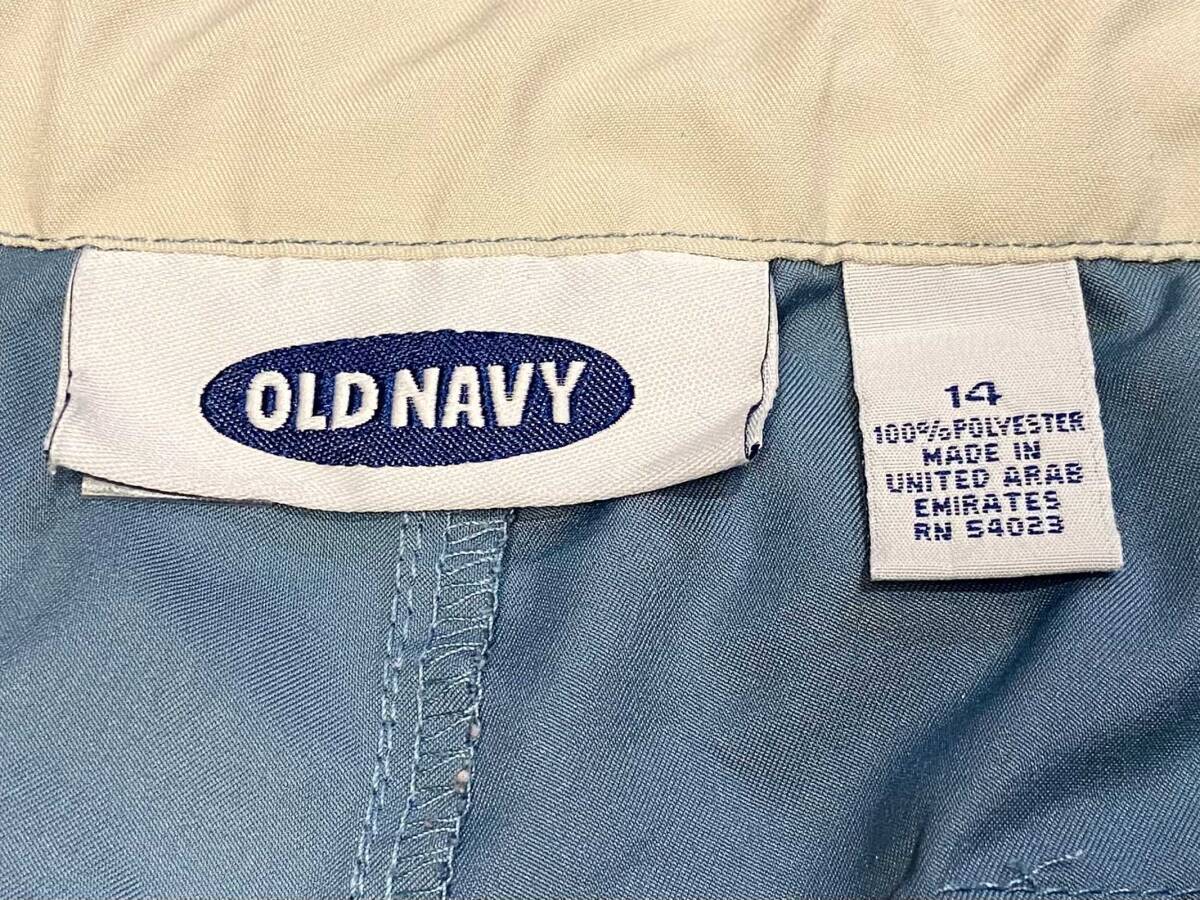 OLD NAVY
14
100% POLYESTER
MADE IN
UNITED ARAB
EMIRATES
RN 54023